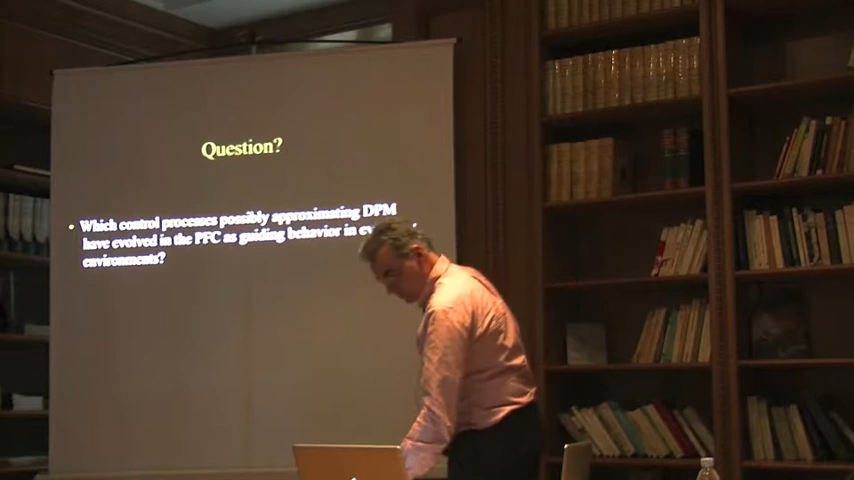 Question?
• Which control processes possibly approximating DPM
have evolved in the PFC as guiding behavior in
environments?